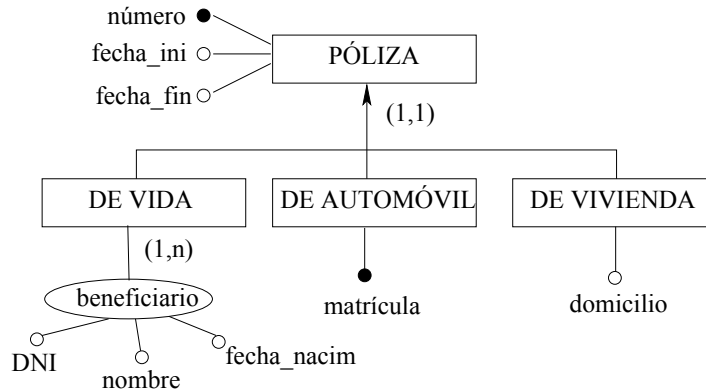 número
fecha_ini
PÓLIZA
fecha_fin
(1,1)
DE VIDA
DE AUTOMÓVIL
DE VIVIENDA
(1,n)
beneficiario
matrícula
domicilio
DNI
nombre
fecha_nacim